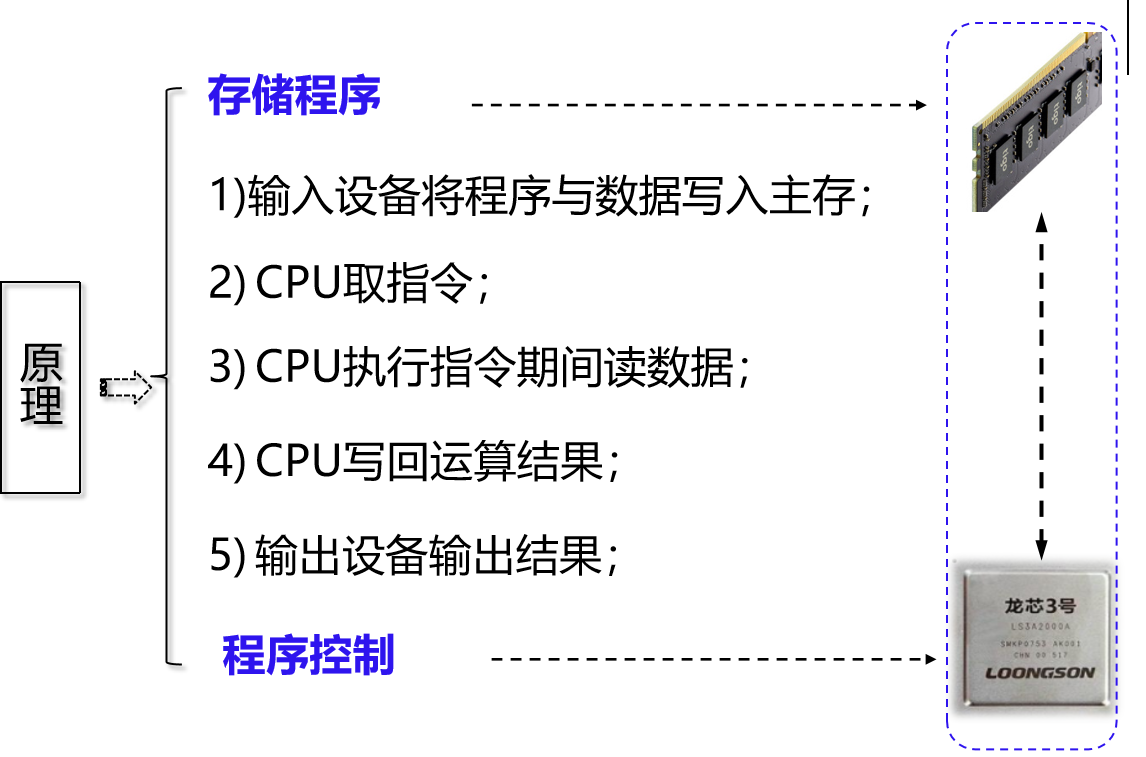 存储程序
1)输入设备将程序与数据写入主存；
2) CPU取指令；
原理
3) CPU执行指令期间读数据；
4) CPU写回运算结果；
5) 输出设备输出结果；
程序控制
龙芯3号
LS3A2000A
CHN 00 517
LOONGSON